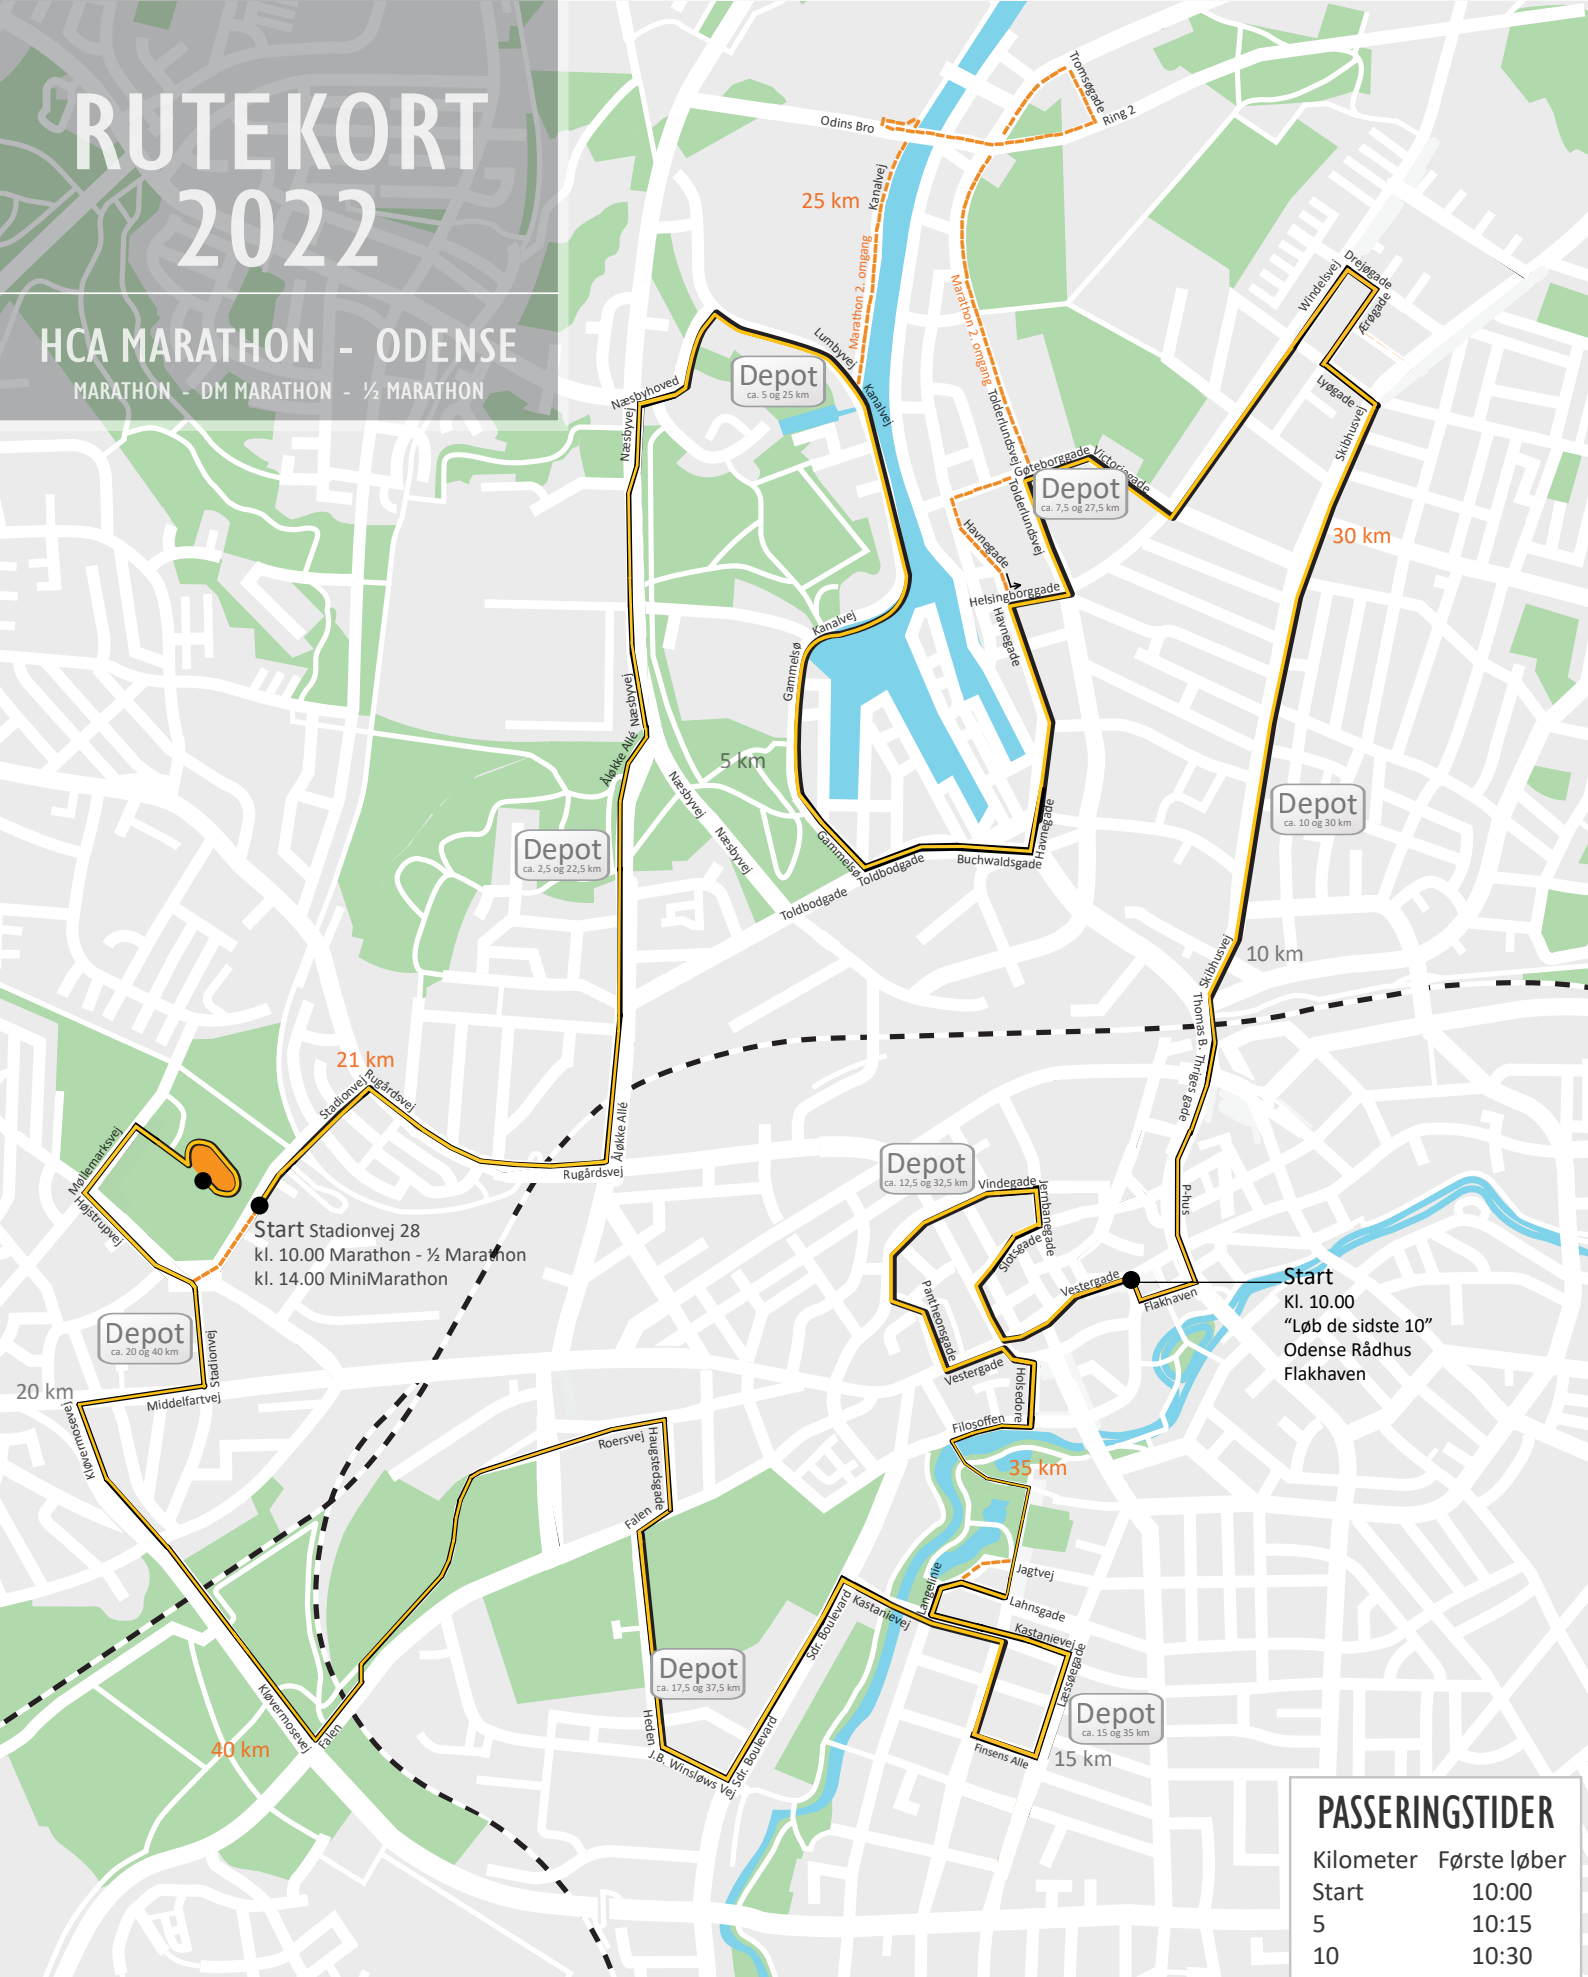 RUTEKORT
2022
HCA MARATHON - ODENSE
MARATHON - DM MARATHON - ½ MARATHON
Tromsøgade
Ring 2
Odins Bro
Kanalvej
25 km
Marathon 2. omgang
Marathon 2. omgang
Drejøgade
Windelsvej
Ærøgade
Lumbyvej
Depot
ca. 5 og 25 km
Næsbyhoved
Næsbyvej
Kanalvej
Tolderlundsvej
Lyøgade
Skibhusvej
Gøteborggade
Victoriagade
Depot
ca. 7,5 og 27,5 km
Tolderlundsvej
30 km
Havnegade
Helsingborggade
Havnegade
Kanalvej
Gammelsø
Næsbyvej
Åløkke Allé
5 km
Næsbyvej
Næsbyvej
Depot
ca. 10 og 30 km
Depot
ca. 2,5 og 22,5 km
Gammelsø
Toldbodgade
Buchwaldsgade
Havnegade
Toldbodgade
Skibhusvej
10 km
Thomas B. Thriges gade
21 km
Rugårdsvej
Stadionvej
Åløkke Allé
Rugårdsvej
Møllemarksvej
Højstrupvej
Start Stadionvej 28
kl. 10.00 Marathon - ½ Marathon
kl. 14.00 MiniMarathon
Depot
ca. 12,5 og 32,5 km
Vindegade
Jernbanegade
Slotsgade
P-hus
Vestergade
Flakhaven
Start
Kl. 10.00
“Løb de sidste 10”
Odense Rådhus
Flakhaven
Pantheonsgade
Vestergade
Holsedore
Filosoffen
35 km
Depot
ca. 20 og 40 km
Stadionvej
20 km
Middelfartvej
Kløvermosevej
Roersvej
Haugstedsgade
Falen
Jagtvej
Langelinie
Lahnsgade
Kastanievej
Kastanievej
Sdr. Boulevard
Læssøegade
Depot
ca. 17,5 og 37,5 km
Depot
ca. 15 og 35 km
15 km
Finsens Alle
Heden
J.B. Winsløws Vej
Sdr. Boulevard
Kløvermosevej
Falen
40 km
PASSERINGSTIDER
Kilometer Første løber
Start 10:00
5 10:15
10 10:30